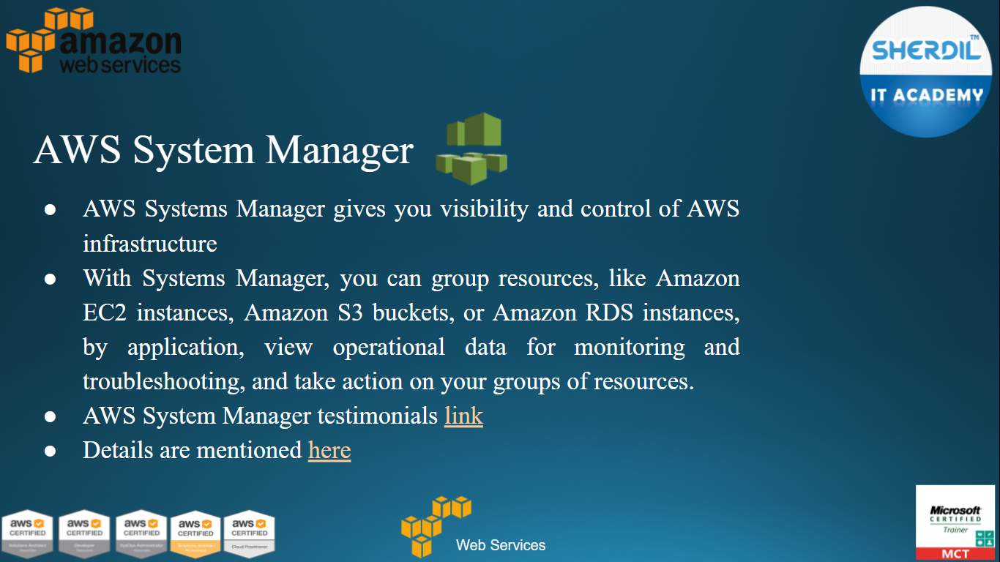 amazon
web services
SHERDIL™
IT ACADEMY
AWS System Manager
● AWS Systems Manager gives you visibility and control of AWS
infrastructure
● With Systems Manager, you can group resources, like Amazon
EC2 instances, Amazon S3 buckets, or Amazon RDS instances,
by application, view operational data for monitoring and
troubleshooting, and take action on your groups of resources.
● AWS System Manager testimonials link
● Details are mentioned here
aws
CERTIFIED
Solutions Architect
Associate
aws
CERTIFIED
Developer
Associate
aws
CERTIFIED
SysOps Administrator
Associate
aws
CERTIFIED
Solutions Architect
Professional
aws
CERTIFIED
Cloud Practitioner
Web Services
Microsoft
CERTIFIED
Trainer
MCT